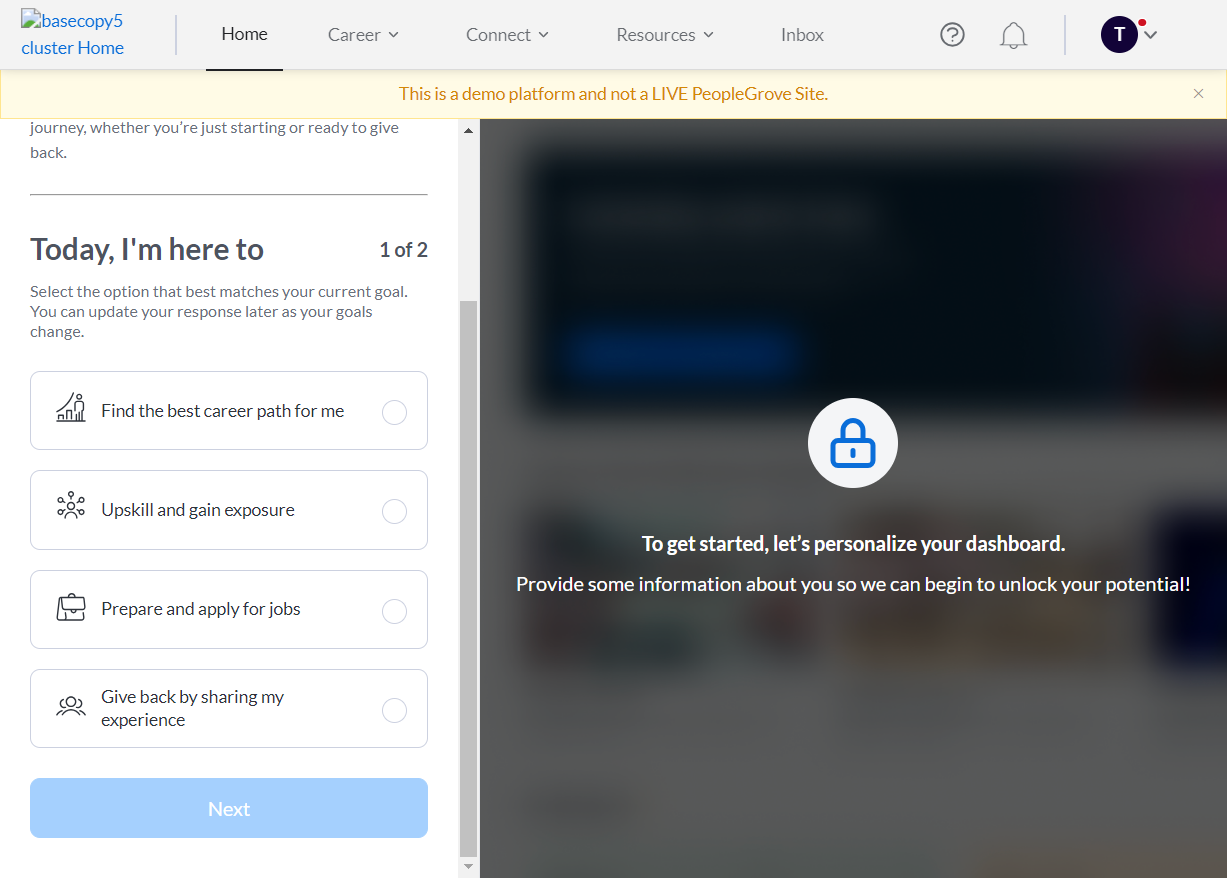 basecopy5
cluster Home
Home
Career
Connect
Resources
Inbox
T
This is a demo platform and not a LIVE PeopleGrove Site.
journey, whether you’re just starting or ready to give
back.
Today, I'm here to
1 of 2
Select the option that best matches your current goal.
You can update your response later as your goals
change.
Find the best career path for me
Upskill and gain exposure
Prepare and apply for jobs
Give back by sharing my
experience
Next
To get started, let’s personalize your dashboard.
Provide some information about you so we can begin to unlock your potential!